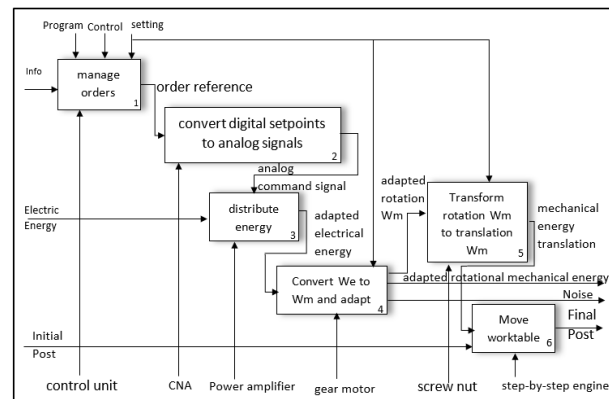 Program
Control
setting
Info
manage
orders
1
order reference
convert digital setpoints
to analog signals
2
analog
command signal
adapted
rotation
Wm
Transform
rotation Wm
to translation
Wm
5
mechanical
energy
translation
Electric
Energy
distribute
energy
3
adapted
electrical
energy
Convert We to
Wm and adapt
4
adapted rotational mechanical energy
Noise
Initial
Post
Move
worktable
6
Final
Post
control unit
CNA
Power amplifier
gear motor
screw nut
step-by-step engine